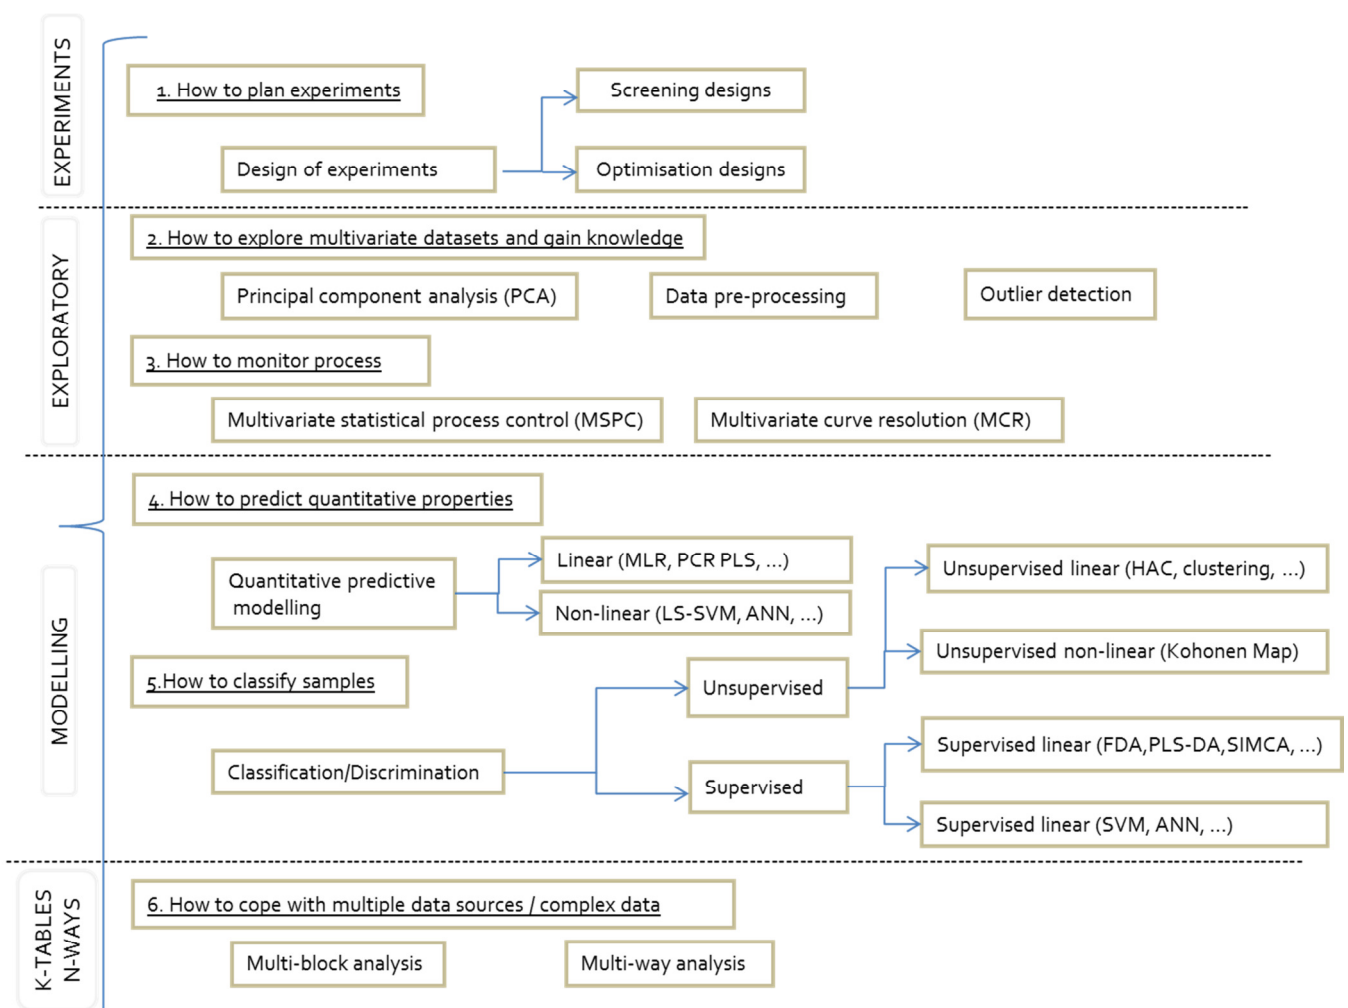 EXPERIMENTS
1. How to plan experiments
Screening designs
Design of experiments
Optimisation designs
EXPLORATORY
2. How to explore multivariate datasets and gain knowledge
Principal component analysis (PCA)
Data pre-processing
Outlier detection
3. How to monitor process
Multivariate statistical process control (MSPC)
Multivariate curve resolution (MCR)
MODELLING
4. How to predict quantitative properties
Quantitative predictive
modelling
Linear (MLR, PCR PLS, ...)
Non-linear (LS-SVM, ANN, ...)
5.How to classify samples
Classification/Discrimination
Unsupervised
Unsupervised linear (HAC, clustering, ...)
Unsupervised non-linear (Kohonen Map)
Supervised
Supervised linear (FDA,PLS-DA,SIMCA, ...)
Supervised linear (SVM, ANN, ...)
K-TABLES
N-WAYS
6. How to cope with multiple data sources / complex data
Multi-block analysis
Multi-way analysis